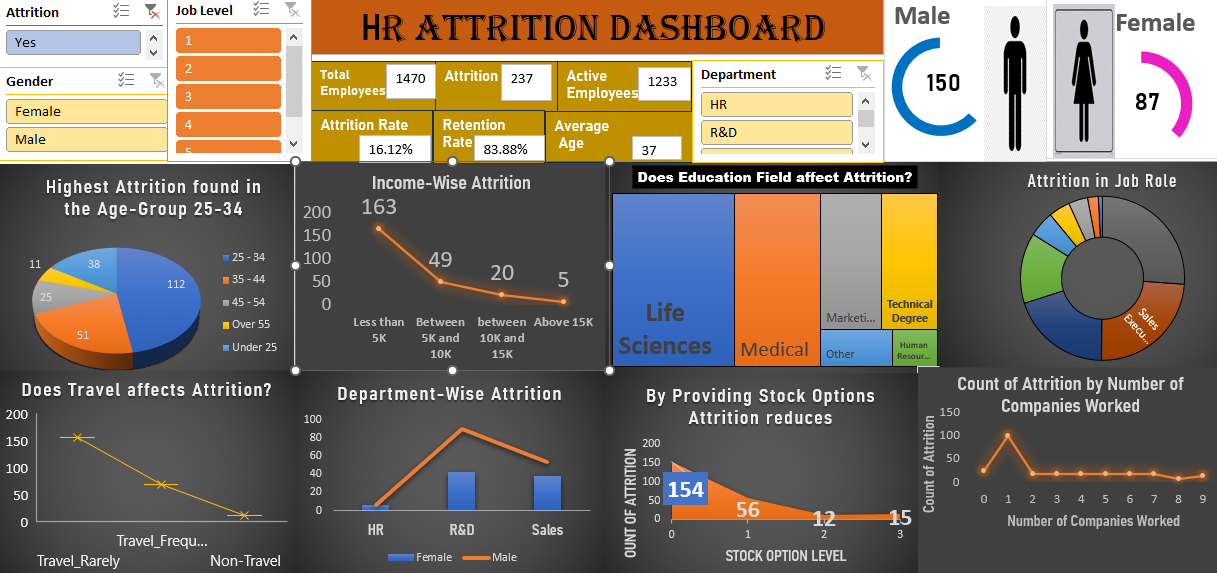 Attrition
Yes
Gender
Female
Male
Job Level
1
2
3
4
5
HR ATTRITION DASHBOARD
Total
Employees
1470
Attrition
237
Active
Employees
1233
Attrition Rate
16.12%
Retention
Rate
83.88%
Average
Age
37
Department
HR
R&D
Male
150
Female
87
Highest Attrition found in
the Age-Group 25-34
112
51
25
11
38
25 - 34
35 - 44
45 - 54
Over 55
Under 25
Income-Wise Attrition
200
150
100
50
0
163
49
20
5
Less than
5K
Between
5K and
10K
between
10K and
15K
Above 15K
Does Education Field affect Attrition?
Life
Sciences
Medical
Marketi...
Technical
Degree
Other
Human
Resour...
Attrition in Job Role
Sales
Execu...
Does Travel affects Attrition?
200
150
100
50
0
Travel_Rarely
Travel_Frequ...
Non-Travel
Department-Wise Attrition
100
80
60
40
20
0
HR
R&D
Sales
Female
Male
By Providing Stock Options
Attrition reduces
OUNT OF ATTRITION
200
150
100
50
0
154
56
12
15
0
1
2
3
STOCK OPTION LEVEL
Count of Attrition by Number of
Companies Worked
Count of Attrition
150
100
50
0
0 1 2 3 4 5 6 7 8 9
Number of Companies Worked